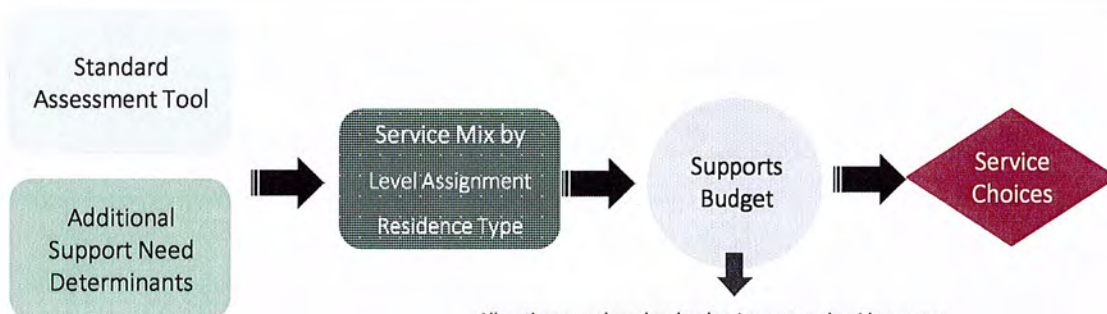 Standard
Assessment Tool
Additional
Support Need
Determinants
Service Mix by
Level Assignment
Residence Type
Supports
Budget
Service
Choices